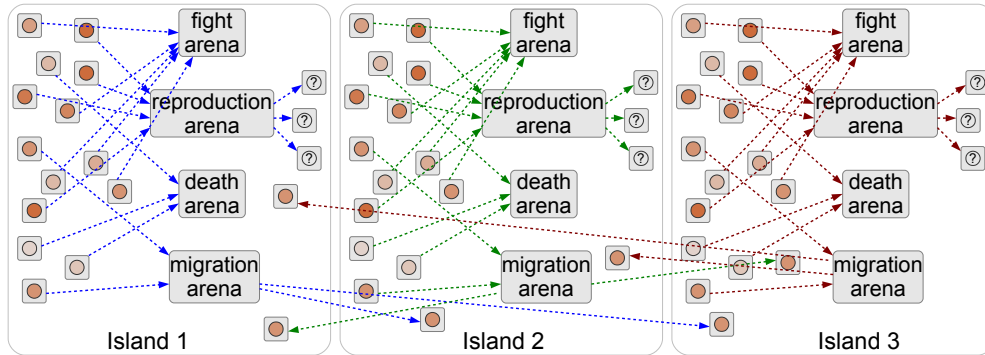 fight
arena
reproduction
arena
?
?
?
death
arena
migration
arena
Island 1
fight
arena
reproduction
arena
?
?
?
death
arena
migration
arena
Island 2
fight
arena
reproduction
arena
?
?
?
death
arena
migration
arena
Island 3